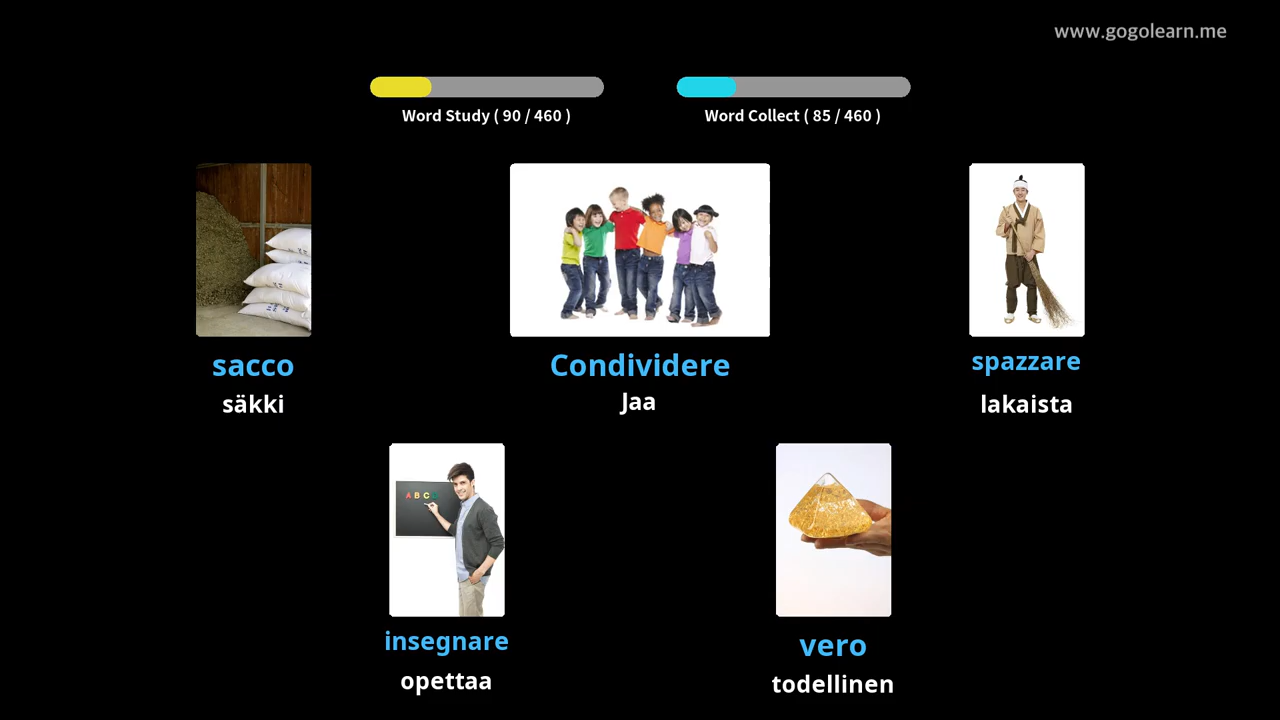 www.gogolearn.me
Word Study ( 90 / 460 )
Word Collect ( 85 / 460 )
sacco
säkki
Condividere
Jaa
spazzare
lakaista
A B C
insegnare
opettaa
vero
todellinen